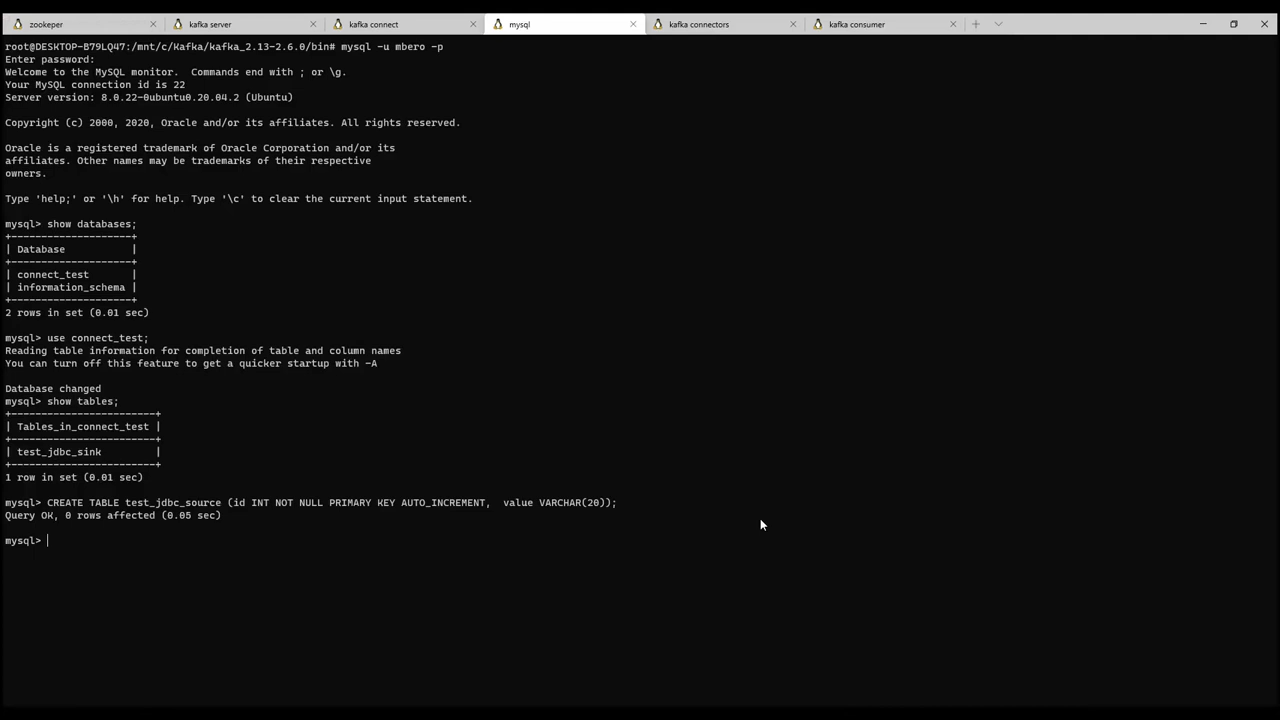 zookeper
kafka server
kafka connect
mysql
kafka connectors
kafka consumer
root@DESKTOP-B79LQ47:/mnt/c/Kafka/kafka_2.13-2.6.0/bin# mysql -u mbero -p
Enter password:
Welcome to the MySQL monitor.  Commands end with ; or \g.
Your MySQL connection id is 22
Server version: 8.0.22-0ubuntu0.20.04.2 (Ubuntu)
Copyright (c) 2000, 2020, Oracle and/or its affiliates. All rights reserved.
Oracle is a registered trademark of Oracle Corporation and/or its
affiliates. Other names may be trademarks of their respective
owners.
Type 'help;' or '\h' for help. Type '\c' to clear the current input statement.
mysql> show databases;
+--------------------+
| Database           |
+--------------------+
| connect_test       |
| information_schema |
+--------------------+
2 rows in set (0.01 sec)
mysql> use connect_test;
Reading table information for completion of table and column names
You can turn off this feature to get a quicker startup with -A
Database changed
mysql> show tables;
+------------------------+
| Tables_in_connect_test |
+------------------------+
| test_jdbc_sink         |
+------------------------+
1 row in set (0.01 sec)
mysql> CREATE TABLE test_jdbc_source (id INT NOT NULL PRIMARY KEY AUTO_INCREMENT,  value VARCHAR(20));
Query OK, 0 rows affected (0.05 sec)
mysql>